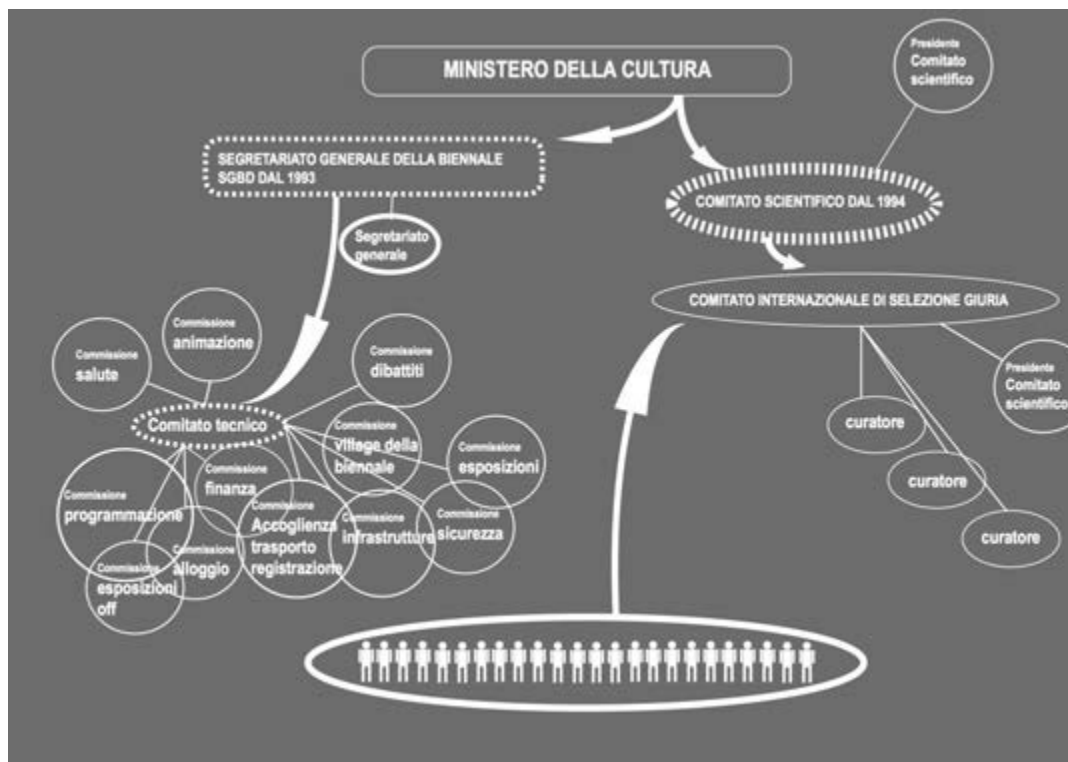 MINISTERO DELLA CULTURA
Presidente
Comitato
scientifico
SEGRETARIATO GENERALE DELLA BIENNALE
SGBD DAL 1993
COMITATO SCIENTIFICO DAL 1994
Segretariato
generale
COMITATO INTERNAZIONALE DI SELEZIONE GIURIA
Commissione
animazione
Commissione
salute
Commissione
dibattiti
Presidente
Comitato
scientifico
Comitato tecnico
curatore
Commissione
village della
biennale
Commissione
esposizioni
Commissione
finanza
curatore
Commissione
programmazione
Commissione
Accoglienza
trasporto
registrazione
Commissione
infrastrutture
Commissione
sicurezza
curatore
Commissione
alloggio
Commissione
esposizioni
off